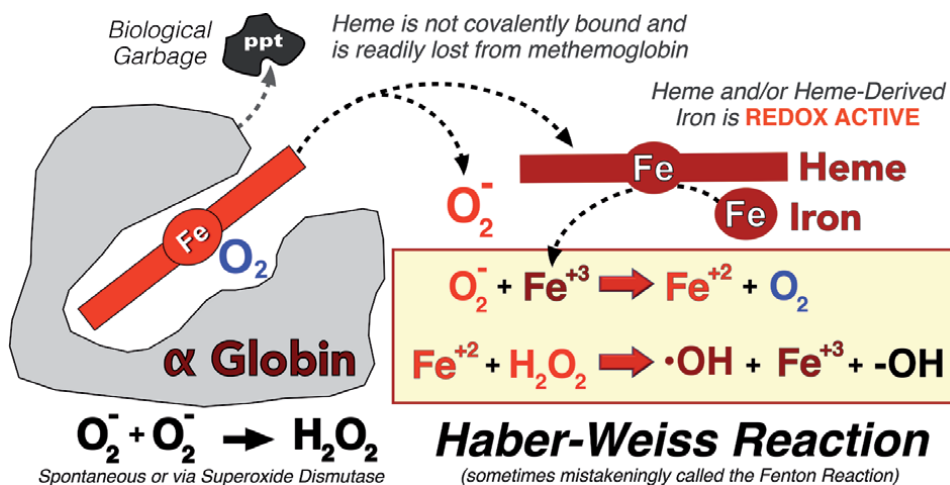 Biological
Garbage
ppt
Heme is not covalently bound and
is readily lost from methemoglobin
Heme and/or Heme-Derived
Iron is REDOX ACTIVE
Fe
O₂
α Globin
O₂⁻
Fe
Heme
Fe
Iron
O₂⁻ + Fe⁺³ ➡ Fe⁺² + O₂
Fe⁺² + H₂O₂ ➡ •OH + Fe⁺³ + -OH
O₂⁻ + O₂⁻ ➡ H₂O₂
Spontaneous or via Superoxide Dismutase
Haber-Weiss Reaction
(sometimes mistakeningly called the Fenton Reaction)